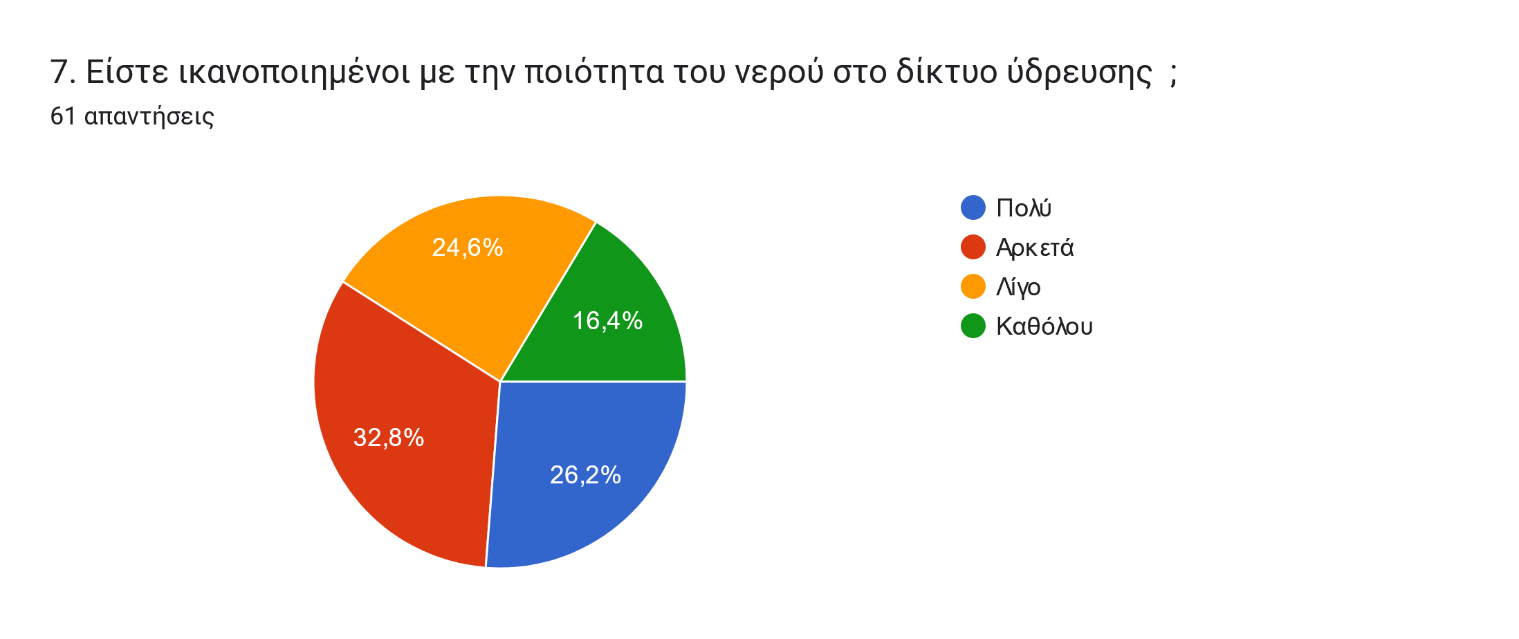 7. Είστε ικανοποιημένοι με την ποιότητα του νερού στο δίκτυο ύδρευσης  ;
61 απαντήσεις
Πολύ
Αρκετά
Λίγο
Καθόλου
24,6%
16,4%
32,8%
26,2%